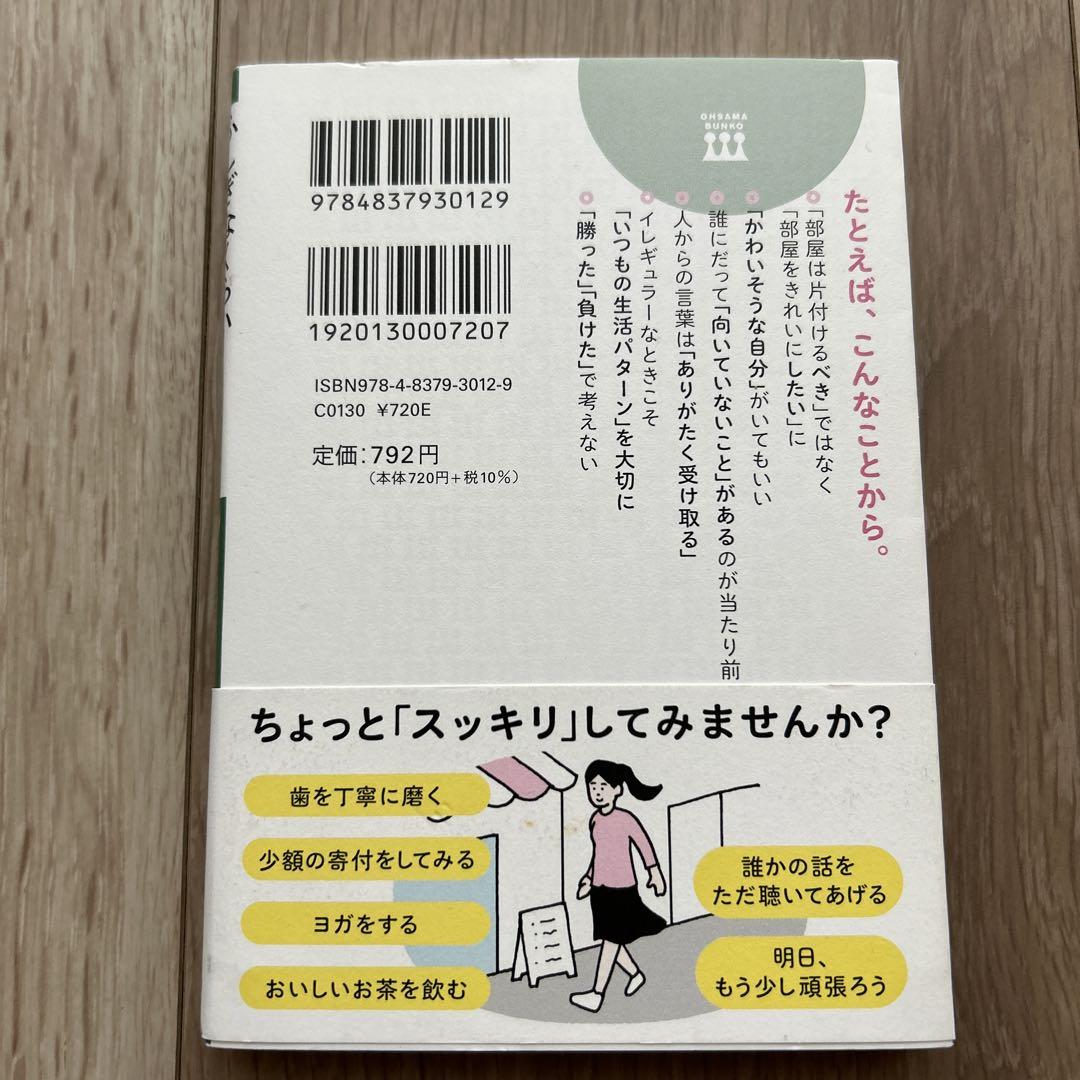 OHSAMA
BUNKO
たとえば、こんなことから。
「部屋は片付けるべき」ではなく
「部屋をきれいにしたい」に
「かわいそうな自分」がいてもいい
誰にだって「向いていないこと」があるのが当たり前
人からの言葉は「ありがたく受け取る」
イレギュラーなときこそ
「いつもの生活パターン」を大切に
「勝った」「負けた」で考えない
9784837930129
1920130007207
ISBN978-4-8379-3012-9
C0130 ¥720E
定価:792円
(本体720円+税10%)
ちょっと「スッキリ」してみませんか?
歯を丁寧に磨く
少額の寄付をしてみる
ヨガをする
おいしいお茶を飲む
誰かの話を
ただ聴いてあげる
明日、
もう少し頑張ろう